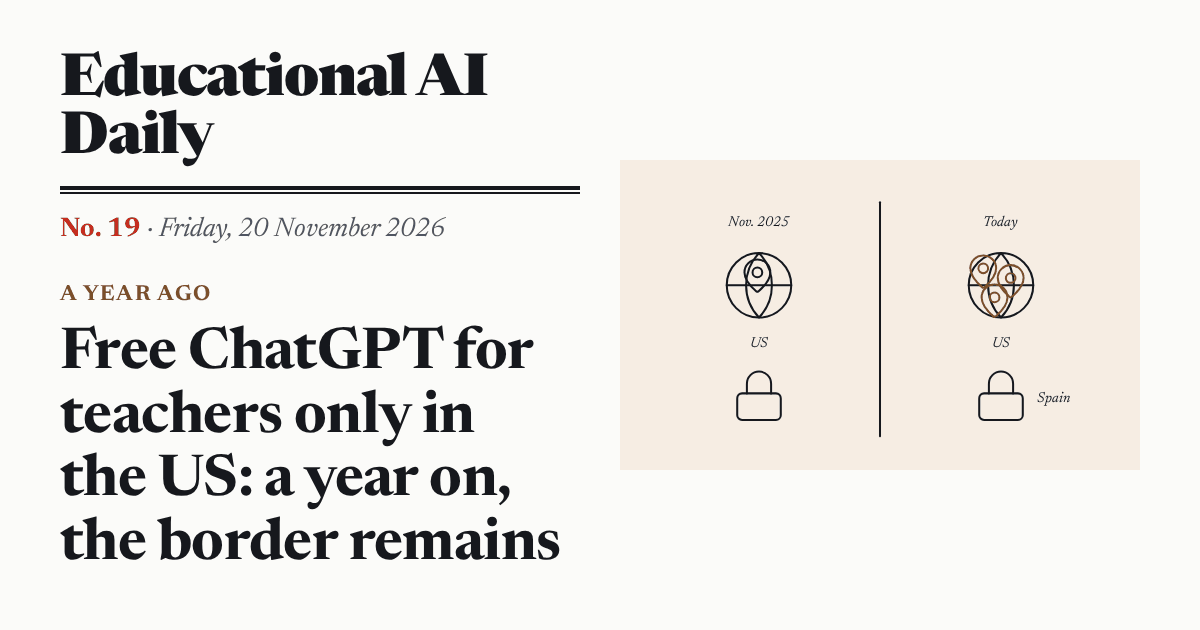 Educational AI
Daily
No. 19 · Friday, 20 November 2026
A YEAR AGO
Free ChatGPT for
teachers only in
the US: a year on,
the border remains
Nov. 2025
US
Today
US
Spain